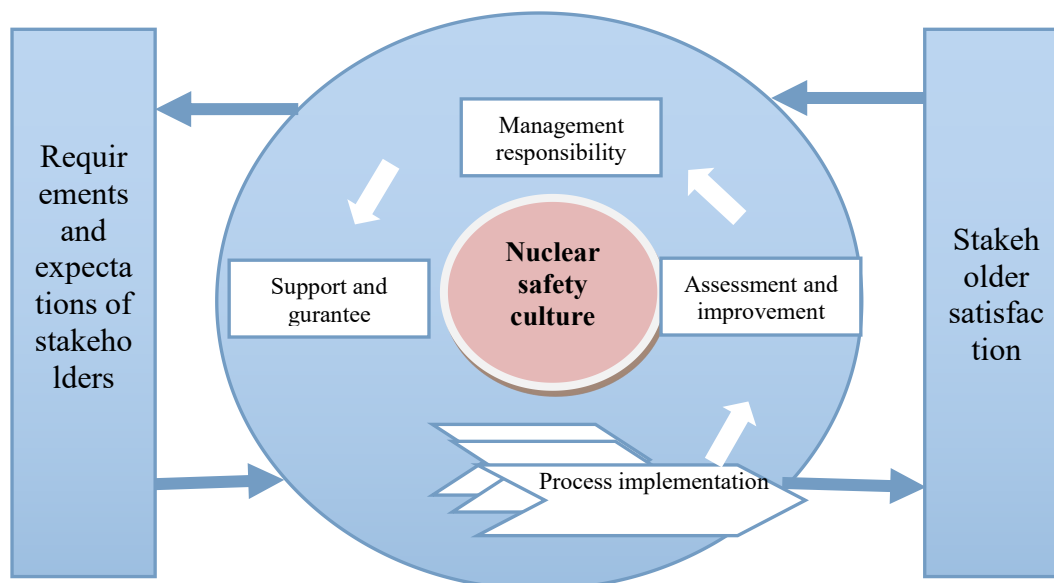 Requir
ements
and
expecta
tions of
stakeho
lders
Management
responsibility
Support and
gurantee
Nuclear
safety
culture
Assessment and
improvement
Process implementation
Stakeh
older
satisfac
tion